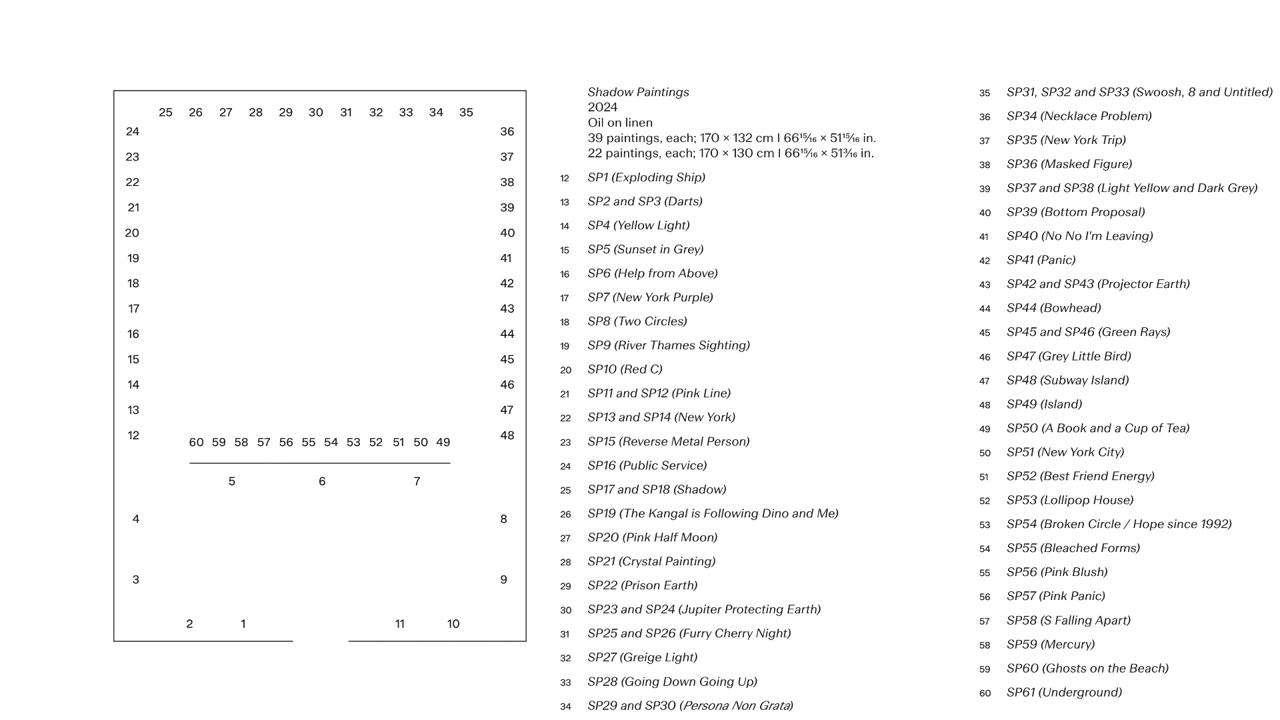 25 26 27 28 29 30 31 32 33 34 35
24 36
23 37
22 38
21 39
20 40
19 41
18 42
17 43
16 44
15 45
14 46
13 47
12 48
60 59 58 57 56 55 54 53 52 51 50 49
5 6 7
4 8
3 9
2 1 11 10
Shadow Paintings
2024
Oil on linen
39 paintings, each; 170 × 132 cm | 66¹⁵⁄₁₆ × 51¹⁵⁄₁₆ in.
22 paintings, each; 170 × 130 cm | 66¹⁵⁄₁₆ × 51³⁄₁₆ in.
12 SP1 (Exploding Ship)
13 SP2 and SP3 (Darts)
14 SP4 (Yellow Light)
15 SP5 (Sunset in Grey)
16 SP6 (Help from Above)
17 SP7 (New York Purple)
18 SP8 (Two Circles)
19 SP9 (River Thames Sighting)
20 SP10 (Red C)
21 SP11 and SP12 (Pink Line)
22 SP13 and SP14 (New York)
23 SP15 (Reverse Metal Person)
24 SP16 (Public Service)
25 SP17 and SP18 (Shadow)
26 SP19 (The Kangal is Following Dino and Me)
27 SP20 (Pink Half Moon)
28 SP21 (Crystal Painting)
29 SP22 (Prison Earth)
30 SP23 and SP24 (Jupiter Protecting Earth)
31 SP25 and SP26 (Furry Cherry Night)
32 SP27 (Greige Light)
33 SP28 (Going Down Going Up)
34 SP29 and SP30 (Persona Non Grata)
35 SP31, SP32 and SP33 (Swoosh, 8 and Untitled)
36 SP34 (Necklace Problem)
37 SP35 (New York Trip)
38 SP36 (Masked Figure)
39 SP37 and SP38 (Light Yellow and Dark Grey)
40 SP39 (Bottom Proposal)
41 SP40 (No No I'm Leaving)
42 SP41 (Panic)
43 SP42 and SP43 (Projector Earth)
44 SP44 (Bowhead)
45 SP45 and SP46 (Green Rays)
46 SP47 (Grey Little Bird)
47 SP48 (Subway Island)
48 SP49 (Island)
49 SP50 (A Book and a Cup of Tea)
50 SP51 (New York City)
51 SP52 (Best Friend Energy)
52 SP53 (Lollipop House)
53 SP54 (Broken Circle / Hope since 1992)
54 SP55 (Bleached Forms)
55 SP56 (Pink Blush)
56 SP57 (Pink Panic)
57 SP58 (S Falling Apart)
58 SP59 (Mercury)
59 SP60 (Ghosts on the Beach)
60 SP61 (Underground)